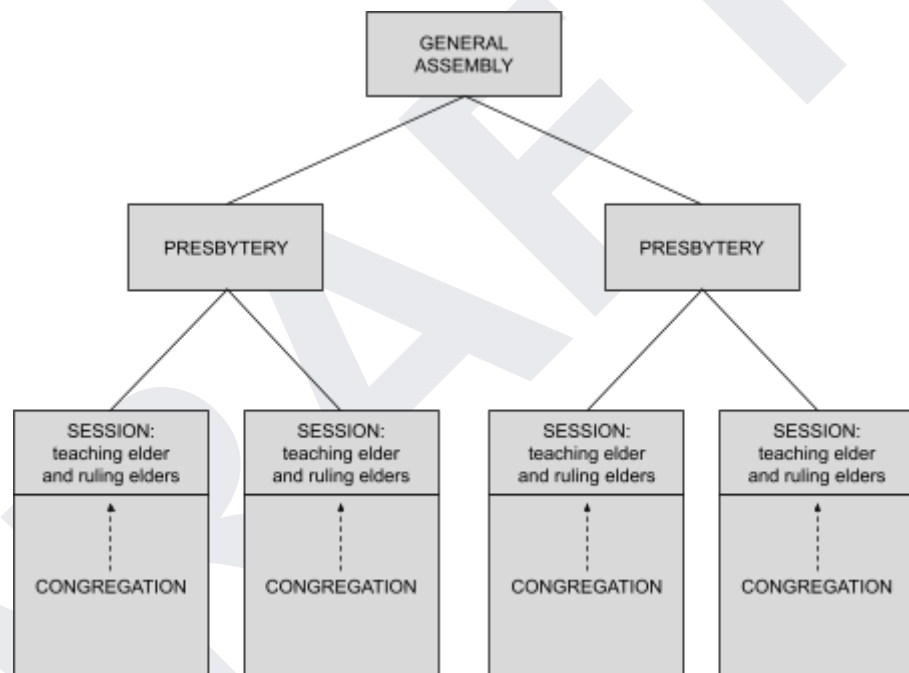 GENERAL
ASSEMBLY
PRESBYTERY
PRESBYTERY
SESSION:
teaching elder
and ruling elders
SESSION:
teaching elder
and ruling elders
SESSION:
teaching elder
and ruling elders
SESSION:
teaching elder
and ruling elders
CONGREGATION
CONGREGATION
CONGREGATION
CONGREGATION